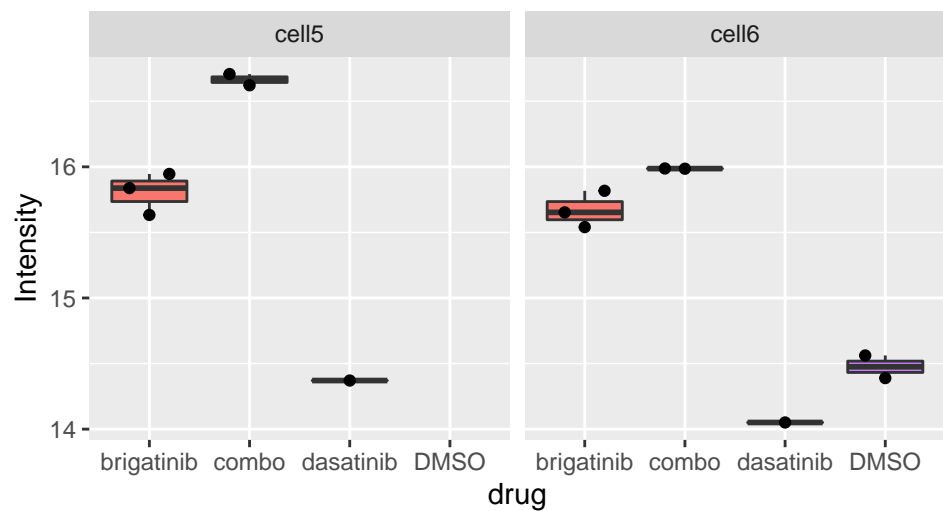 cell5 cell6
Intensity
16
15
14
brigatinib combo dasatinib DMSO brigatinib combo dasatinib DMSO
drug